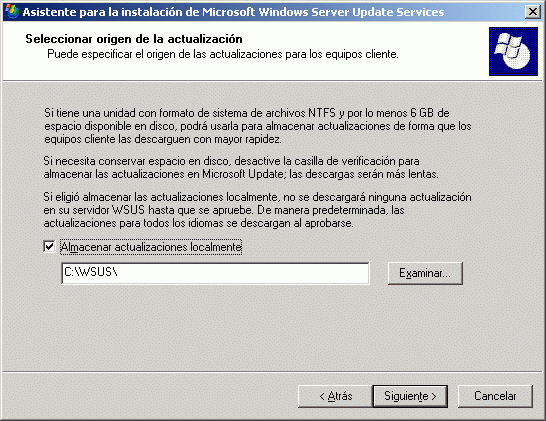 Asistente para la instalación de Microsoft Windows Server Update Services
Seleccionar origen de la actualización
Puede especificar el origen de las actualizaciones para los equipos cliente.
Si tiene una unidad con formato de sistema de archivos NTFS y por lo menos 6 GB de
espacio disponible en disco, podrá usarla para almacenar actualizaciones de forma que los
equipos cliente las descarguen con mayor rapidez.
Si necesita conservar espacio en disco, desactive la casilla de verificación para
almacenar las actualizaciones en Microsoft Update; las descargas serán más lentas.
Si eligió almacenar las actualizaciones localmente, no se descargará ninguna actualización
en su servidor WSUS hasta que se apruebe. De manera predeterminada, las
actualizaciones para todos los idiomas se descargan al aprobarse.
Almacenar actualizaciones localmente
C:\WSUS\
Examinar...
< Atrás
Siguiente >
Cancelar